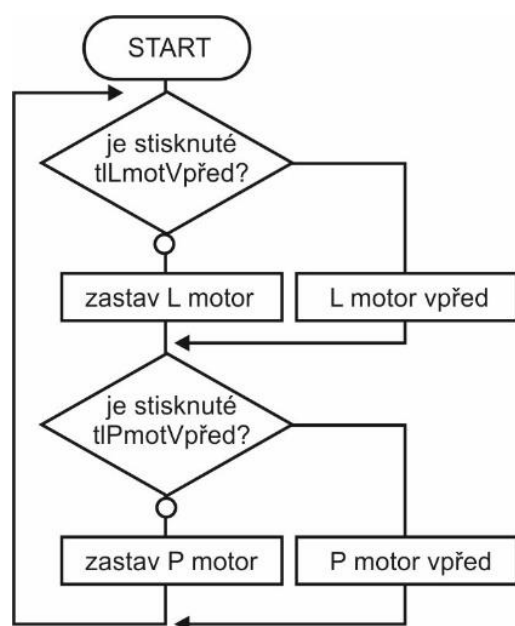 START
je stisknuté
tlLmotVpřed?
zastav L motor
L motor vpřed
je stisknuté
tlPmotVpřed?
zastav P motor
P motor vpřed